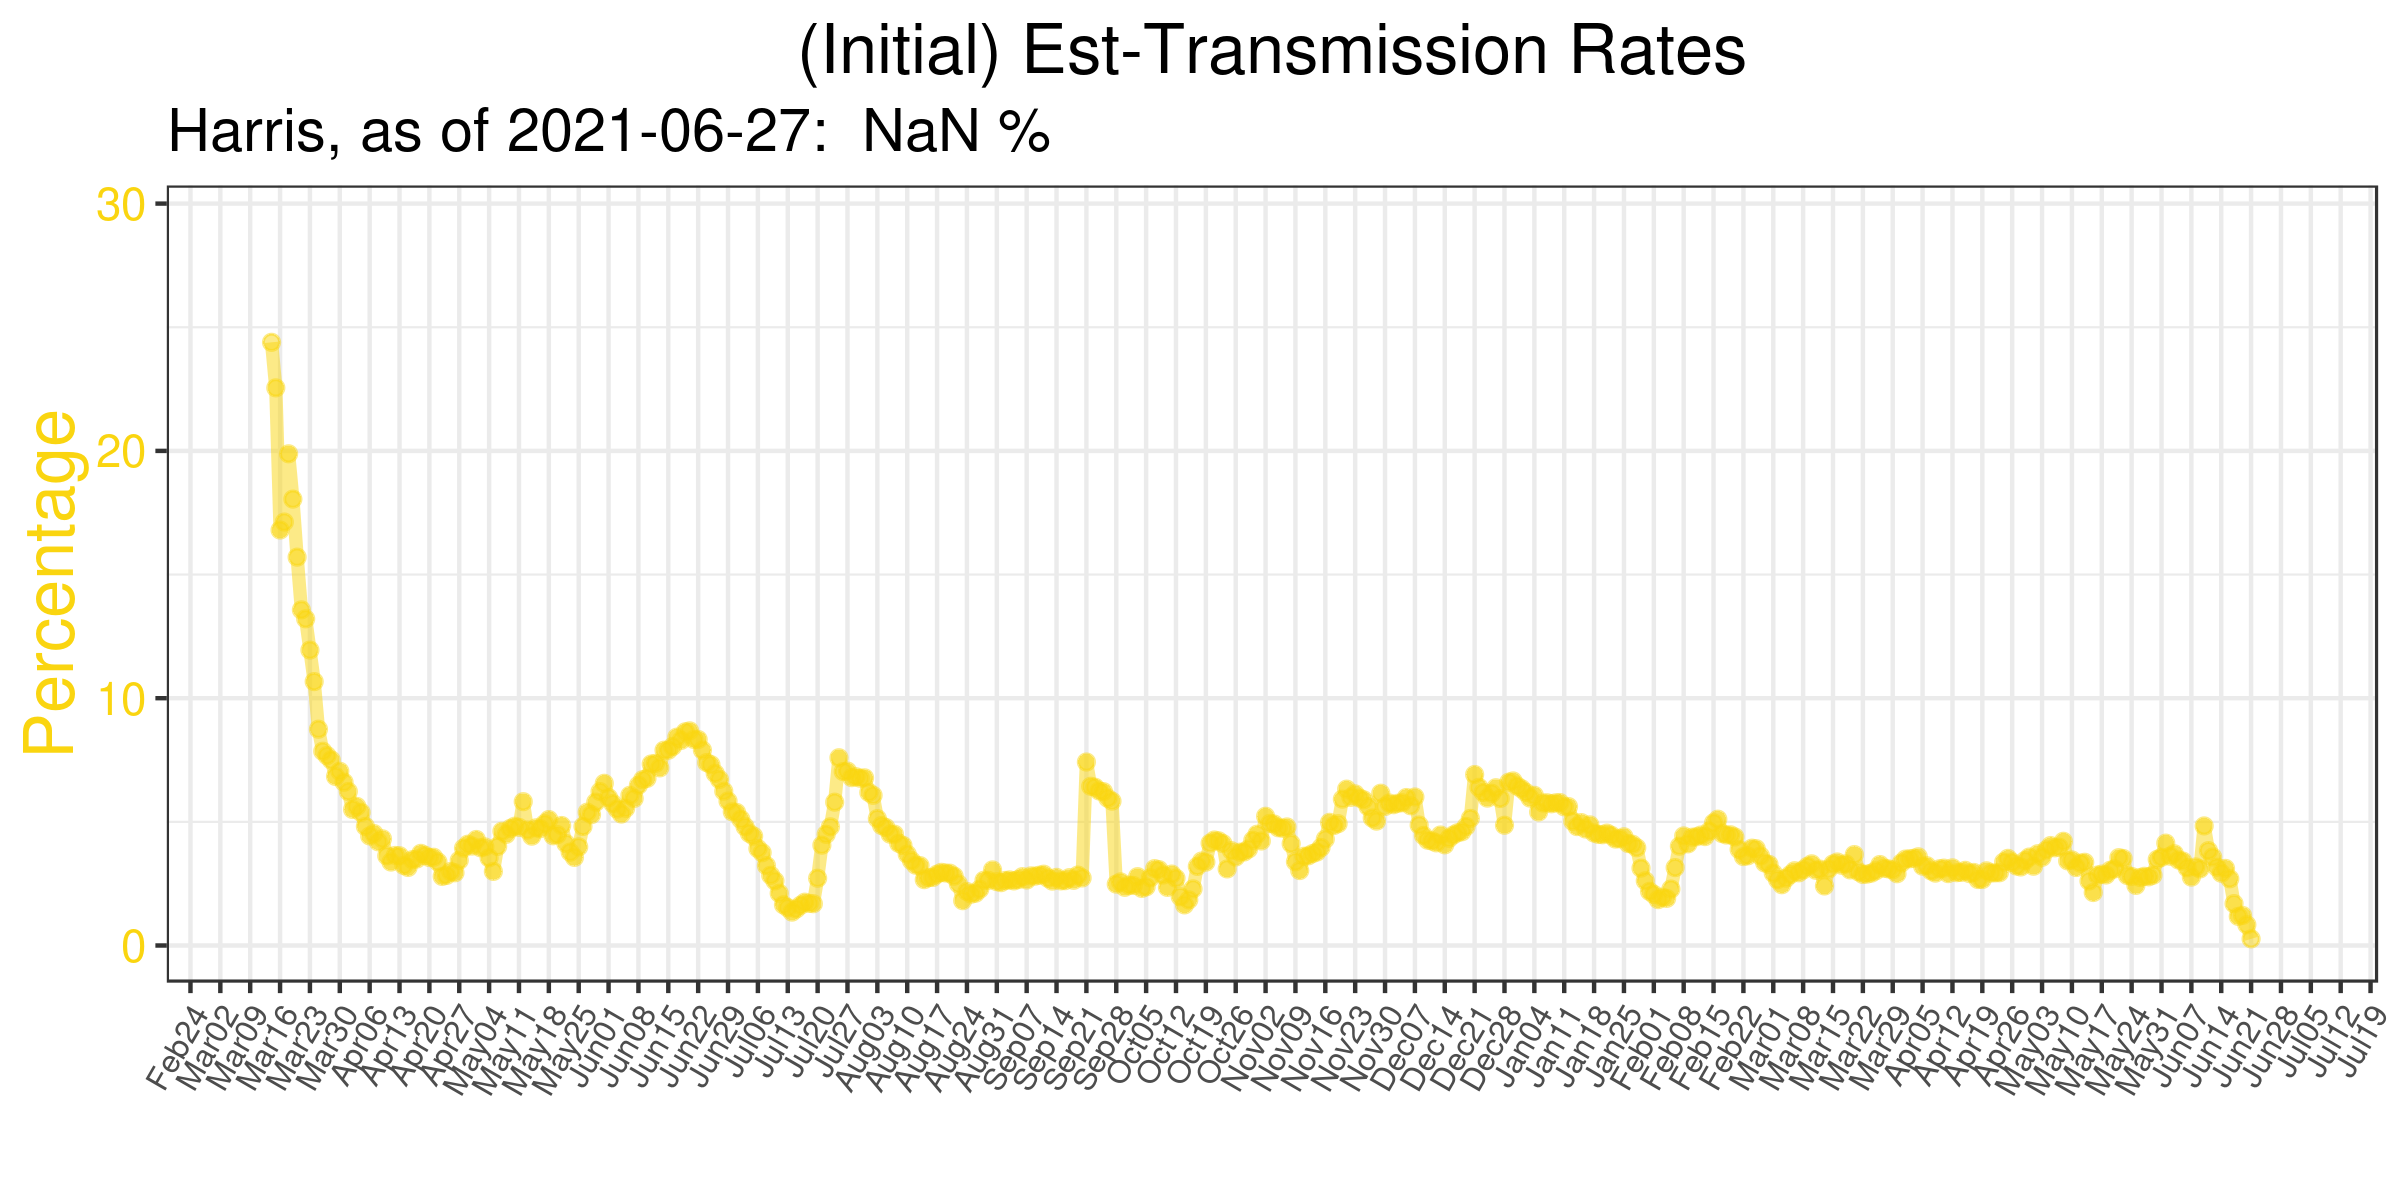 (Initial) Est-Transmission Rates
Harris, as of 2021-06-27: NaN %
Percentage
30
20
10
0
Feb24
Mar02
Mar09
Mar16
Mar23
Mar30
Apr06
Apr13
Apr20
Apr27
May04
May11
May18
May25
Jun01
Jun08
Jun15
Jun22
Jun29
Jul06
Jul13
Jul20
Jul27
Aug03
Aug10
Aug17
Aug24
Aug31
Sep07
Sep14
Sep21
Sep28
Oct05
Oct12
Oct19
Oct26
Nov02
Nov09
Nov16
Nov23
Nov30
Dec07
Dec14
Dec21
Dec28
Jan04
Jan11
Jan18
Jan25
Feb01
Feb08
Feb15
Feb22
Mar01
Mar08
Mar15
Mar22
Mar29
Apr05
Apr12
Apr19
Apr26
May03
May10
May17
May24
May31
Jun07
Jun14
Jun21
Jun28
Jul05
Jul12
Jul19